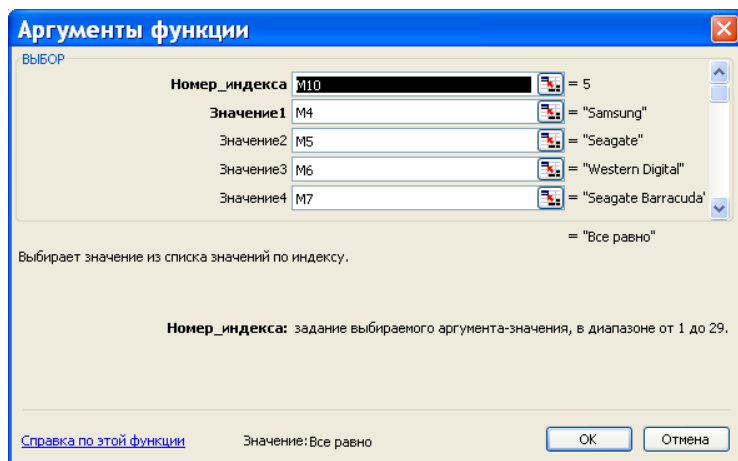 Аргументы функции
ВЫБОР
Номер_индекса M10 = 5
Значение1 M4 = "Samsung"
Значение2 M5 = "Seagate"
Значение3 M6 = "Western Digital"
Значение4 M7 = "Seagate Barracuda"
= "Все равно"
Выбирает значение из списка значений по индексу.
Номер_индекса: задание выбираемого аргумента-значения, в диапазоне от 1 до 29.
Справка по этой функции Значение: Все равно OK Отмена